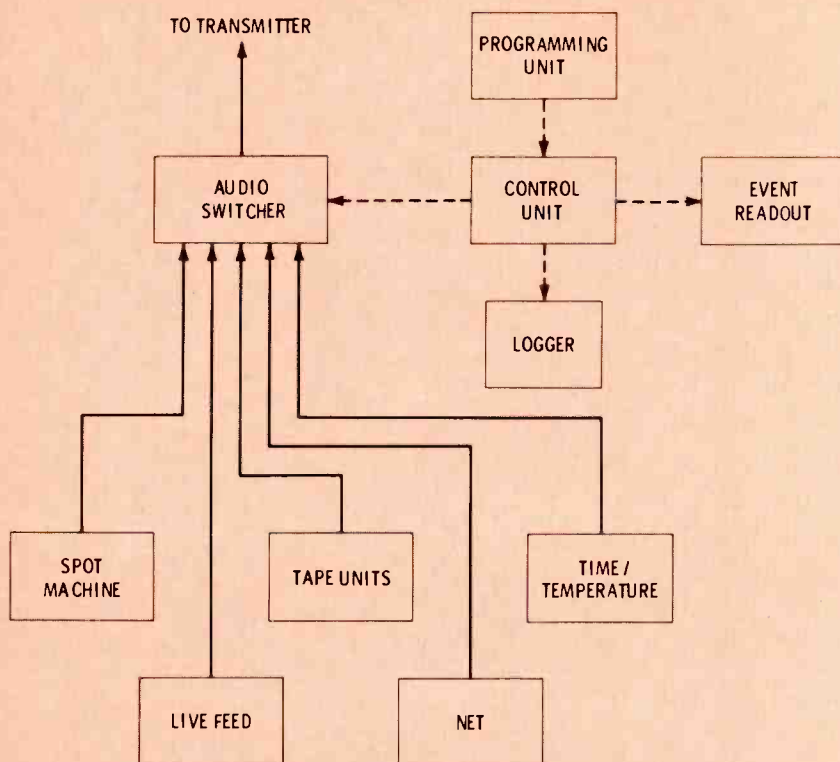 TO TRANSMITTER
PROGRAMMING
UNIT
AUDIO
SWITCHER
CONTROL
UNIT
EVENT
READOUT
LOGGER
SPOT
MACHINE
TAPE UNITS
TIME/
TEMPERATURE
LIVE FEED
NET